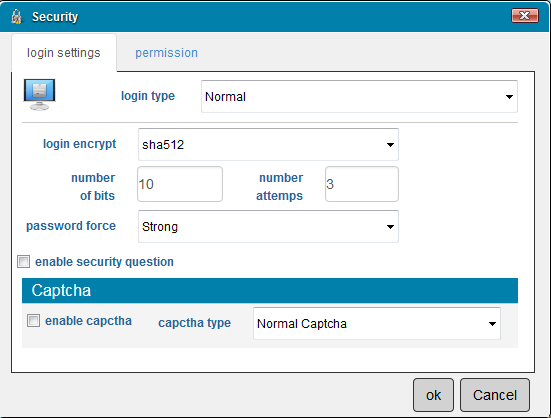 Security
login settings permission
login type Normal
login encrypt sha512
number of bits 10 number attemps 3
password force Strong
enable security question
Captcha
enable capctha capctha type Normal Captcha
ok Cancel